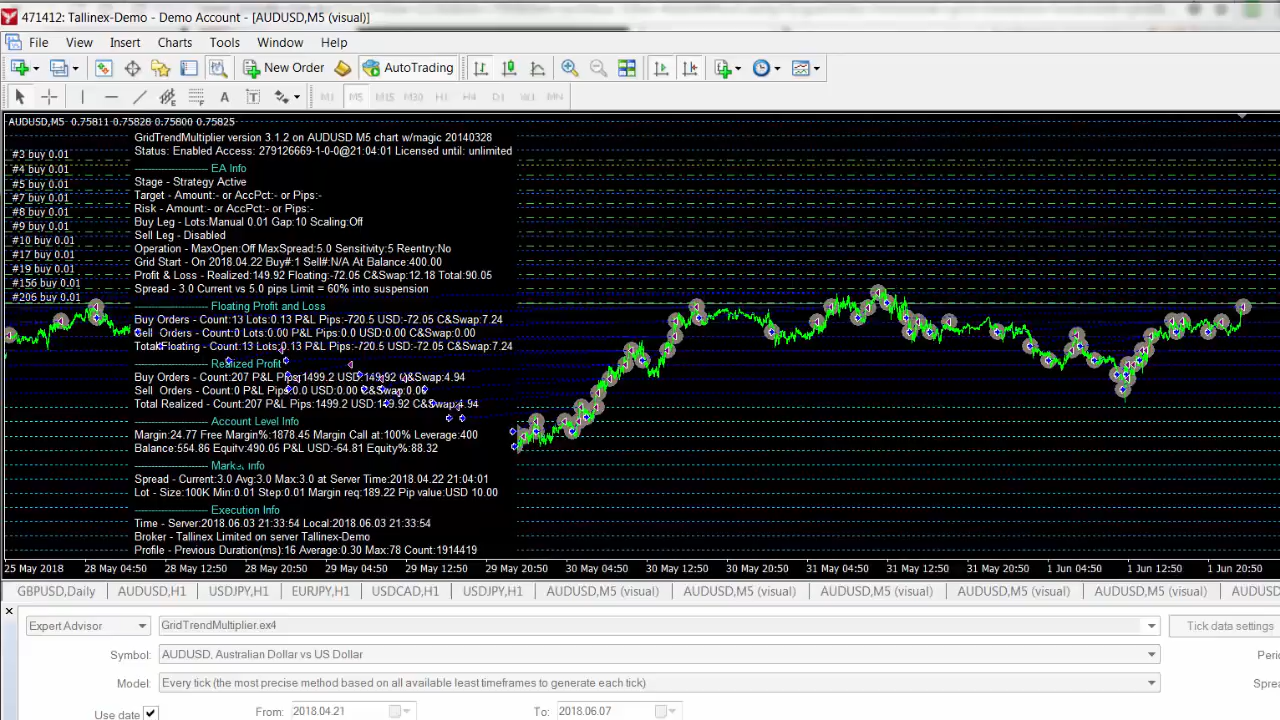 471412: Tallinex-Demo - Demo Account - [AUDUSD,M5 (visual)]
File View Insert Charts Tools Window Help
New Order AutoTrading
A T M1 M5 M15 M30 H1 H4 D1 W1 MN
AUDUSD,M5 0.75811 0.75828 0.75800 0.75825
GridTrendMultiplier version 3.1.2 on AUDUSD M5 chart w/magic 20140328
Status: Enabled Access: 279126669-1-0-0@21:04:01 Licensed until: unlimited
#3 buy 0.01
#4 buy 0.01
#5 buy 0.01
#7 buy 0.01
#8 buy 0.01
#9 buy 0.01
#10 buy 0.01
#17 buy 0.01
#19 buy 0.01
#156 buy 0.01
#206 buy 0.01
-------------------- EA Info
Stage - Strategy Active
Target - Amount:- or AccPct:- or Pips:-
Risk - Amount:- or AccPct:- or Pips:-
Buy Leg - Lots:Manual 0.01 Gap:10 Scaling:Off
Sell Leg - Disabled
Operation - MaxOpen:Off MaxSpread:5.0 Sensitivity:5 Reentry:No
Grid Start - On 2018.04.22 Buy#:1 Sell#:N/A At Balance:400.00
Profit & Loss - Realized:149.92 Floating:-72.05 C&Swap:12.18 Total:90.05
Spread - 3.0 Current vs 5.0 pips Limit = 60% into suspension
-------------------- Floating Profit and Loss
Buy Orders - Count:13 Lots:0.13 P&L Pips:-720.5 USD:-72.05 C&Swap:7.24
Sell Orders - Count:0 Lots:0.00 P&L Pips:0.0 USD:0.00 C&Swap:0.00
Total Floating - Count:13 Lots:0.13 P&L Pips:-720.5 USD:-72.05 C&Swap:7.24
-------------------- Realized Profit
Buy Orders - Count:207 P&L Pips:1499.2 USD:149.92 C&Swap:4.94
Sell Orders - Count:0 P&L Pips:0.0 USD:0.00 C&Swap:0.00
Total Realized - Count:207 P&L Pips:1499.2 USD:149.92 C&Swap:4.94
-------------------- Account Level Info
Margin:24.77 Free Margin%:1878.45 Margin Call at:100% Leverage:400
Balance:554.86 Equity:490.05 P&L USD:-64.81 Equity%:88.32
-------------------- Market Info
Spread - Current:3.0 Avg:3.0 Max:3.0 at Server Time:2018.04.22 21:04:01
Lot - Size:100K Min:0.01 Step:0.01 Margin req:189.22 Pip value:USD 10.00
-------------------- Execution Info
Time - Server:2018.06.03 21:33:54 Local:2018.06.03 21:33:54
Broker - Tallinex Limited on server Tallinex-Demo
Profile - Previous Duration(ms):16 Average:0.30 Max:78 Count:1914419
25 May 2018 28 May 04:50 28 May 12:50 28 May 20:50 29 May 04:50 29 May 12:50 29 May 20:50 30 May 04:50 30 May 12:50 30 May 20:50 31 May 04:50 31 May 12:50 31 May 20:50 1 Jun 04:50 1 Jun 12:50 1 Jun 20:50
GBPUSD,Daily AUDUSD,H1 USDJPY,H1 EURJPY,H1 USDCAD,H1 USDJPY,H1 AUDUSD,M5 (visual) AUDUSD,M5 (visual) AUDUSD,M5 (visual) AUDUSD,M5 (visual) AUDUSD,M5 (visual) AUDUS
Expert Advisor GridTrendMultiplier.ex4 Tick data settings
Symbol: AUDUSD, Australian Dollar vs US Dollar Perio
Model: Every tick (the most precise method based on all available least timeframes to generate each tick) Sprea
Use date From: 2018.04.21 To: 2018.06.07